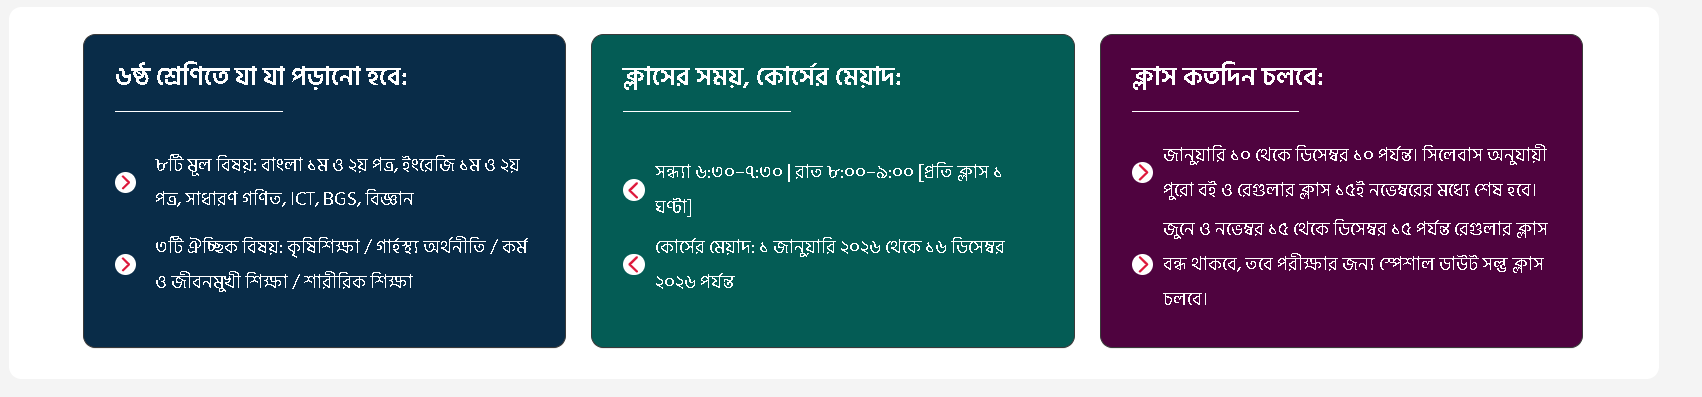 ৬ষ্ঠ শ্রেণিতে যা যা পড়ানো হবে:
৮টি মূল বিষয়: বাংলা ১ম ও ২য় পত্র, ইংরেজি ১ম ও ২য়
পত্র, সাধারণ গণিত, ICT, BGS, বিজ্ঞান
৩টি ঐচ্ছিক বিষয়: কৃষিশিক্ষা / গার্হস্থ্য অর্থনীতি / কর্ম
ও জীবনমুখী শিক্ষা / শারীরিক শিক্ষা
ক্লাসের সময়, কোর্সের মেয়াদ:
সন্ধ্যা ৬:৩০–৭:৩০ | রাত ৮:০০–৯:০০ [প্রতি ক্লাস ১
ঘণ্টা]
কোর্সের মেয়াদ: ১ জানুয়ারি ২০২৬ থেকে ১৬ ডিসেম্বর
২০২৬ পর্যন্ত
ক্লাস কতদিন চলবে:
জানুয়ারি ১০ থেকে ডিসেম্বর ১০ পর্যন্ত। সিলেবাস অনুযায়ী
পুরো বই ও রেগুলার ক্লাস ১৫ই নভেম্বরের মধ্যে শেষ হবে।
জুনে ও নভেম্বর ১৫ থেকে ডিসেম্বর ১৫ পর্যন্ত রেগুলার ক্লাস
বন্ধ থাকবে, তবে পরীক্ষার জন্য স্পেশাল ডাউট সল্ভ ক্লাস
চলবে।